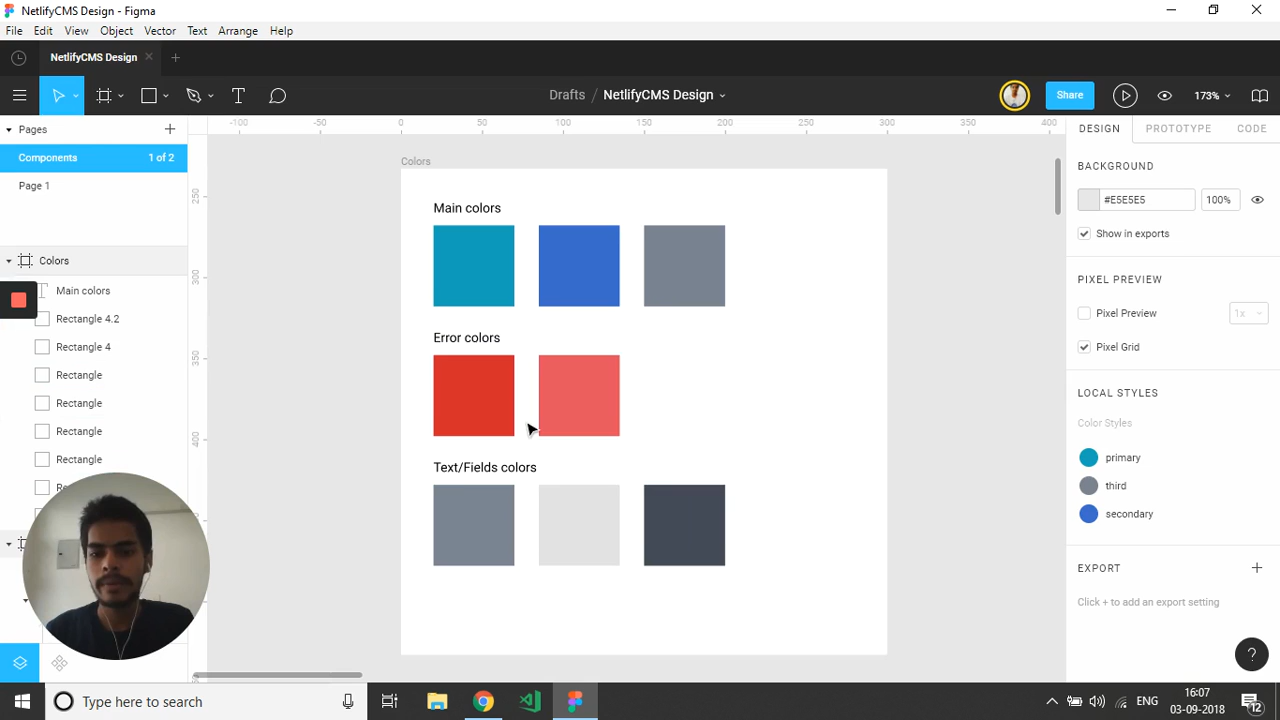 NetlifyCMS Design - Figma
File Edit View Object Vector Text Arrange Help
NetlifyCMS Design
Drafts / NetlifyCMS Design
Share
173%
-100 -50 0 50 100 150 200 250 300 350 400
Pages
Components 1 of 2
Page 1
Colors
Main colors
Rectangle 4.2
Rectangle 4
Rectangle
Rectangle
Rectangle
Rectangle
250
300
350
400
Colors
Main colors
Error colors
Text/Fields colors
DESIGN PROTOTYPE CODE
BACKGROUND
#E5E5E5 100%
Show in exports
PIXEL PREVIEW
Pixel Preview 1x
Pixel Grid
LOCAL STYLES
Color Styles
primary
third
secondary
EXPORT
Click + to add an export setting
?
Type here to search
ENG
16:07
03-09-2018
12